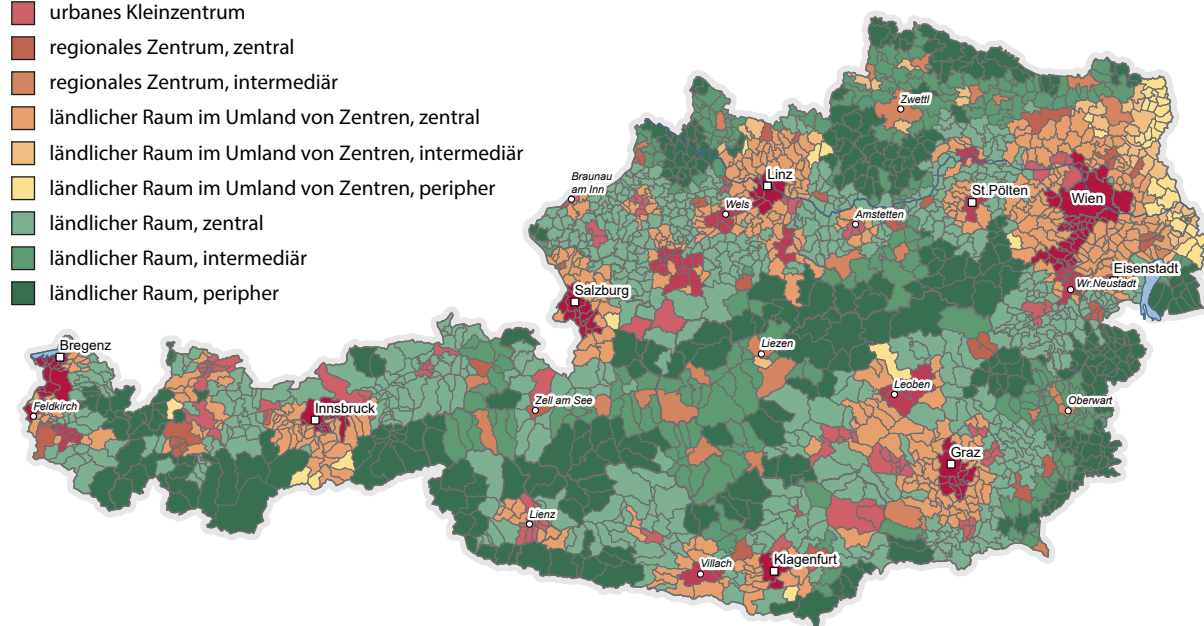 urbanes Kleinzentrum
regionales Zentrum, zentral
regionales Zentrum, intermediär
ländlicher Raum im Umland von Zentren, zentral
ländlicher Raum im Umland von Zentren, intermediär
ländlicher Raum im Umland von Zentren, peripher
ländlicher Raum, zentral
ländlicher Raum, intermediär
ländlicher Raum, peripher
Zwettl
Braunau
am Inn
Linz
Wels
St.Pölten
Wien
Amstetten
Eisenstadt
Wr.Neustadt
Salzburg
Bregenz
Liezen
Leoben
Feldkirch
Innsbruck
Zell am See
Oberwart
Graz
Lienz
Villach
Klagenfurt